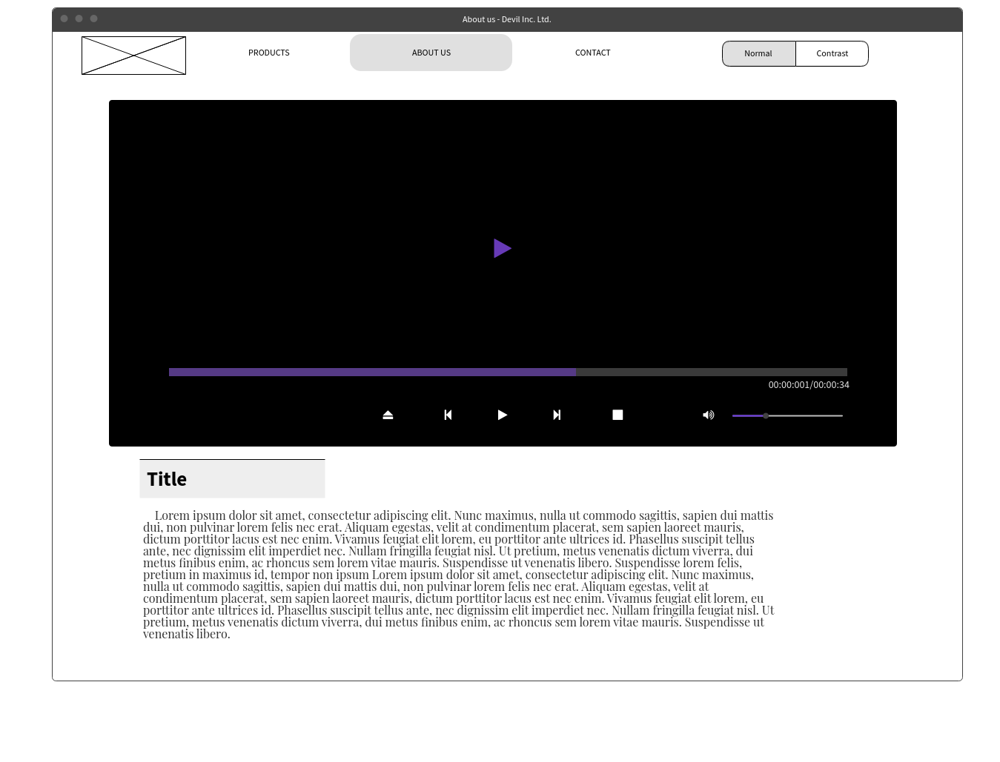 About us - Devil Inc. Ltd.
PRODUCTS
ABOUT US
CONTACT
Normal
Contrast
00:00:001/00:00:34
Title
Lorem ipsum dolor sit amet, consectetur adipiscing elit. Nunc maximus, nulla ut commodo sagittis, sapien dui mattis
dui, non pulvinar lorem felis nec erat. Aliquam egestas, velit at condimentum placerat, sem sapien laoreet mauris,
dictum porttitor lacus est nec enim. Vivamus feugiat elit lorem, eu porttitor ante ultrices id. Phasellus suscipit tellus
ante, nec dignissim elit imperdiet nec. Nullam fringilla feugiat nisl. Ut pretium, metus venenatis dictum viverra, dui
metus finibus enim, ac rhoncus sem lorem vitae mauris. Suspendisse ut venenatis libero. Suspendisse lorem felis,
pretium in maximus id, tempor non ipsum Lorem ipsum dolor sit amet, consectetur adipiscing elit. Nunc maximus,
nulla ut commodo sagittis, sapien dui mattis dui, non pulvinar lorem felis nec erat. Aliquam egestas, velit at
condimentum placerat, sem sapien laoreet mauris, dictum porttitor lacus est nec enim. Vivamus feugiat elit lorem, eu
porttitor ante ultrices id. Phasellus suscipit tellus ante, nec dignissim elit imperdiet nec. Nullam fringilla feugiat nisl. Ut
pretium, metus venenatis dictum viverra, dui metus finibus enim, ac rhoncus sem lorem vitae mauris. Suspendisse ut
venenatis libero.